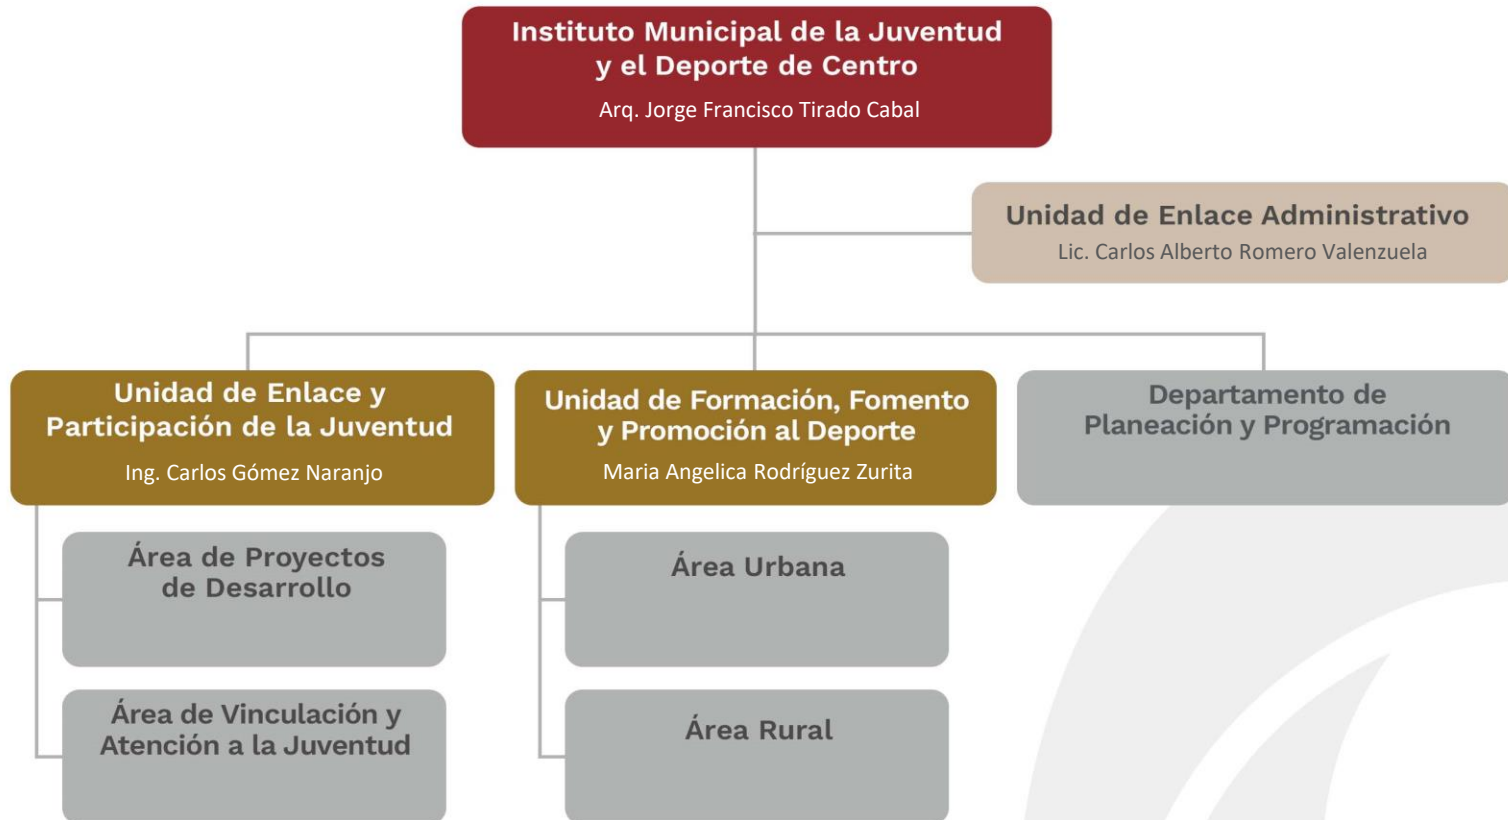 Instituto Municipal de la Juventud
y el Deporte de Centro
Arq. Jorge Francisco Tirado Cabal
Unidad de Enlace Administrativo
Lic. Carlos Alberto Romero Valenzuela
Unidad de Enlace y
Participación de la Juventud
Ing. Carlos Gómez Naranjo
Unidad de Formación, Fomento
y Promoción al Deporte
Maria Angelica Rodríguez Zurita
Departamento de
Planeación y Programación
Área de Proyectos
de Desarrollo
Área Urbana
Área de Vinculación y
Atención a la Juventud
Área Rural